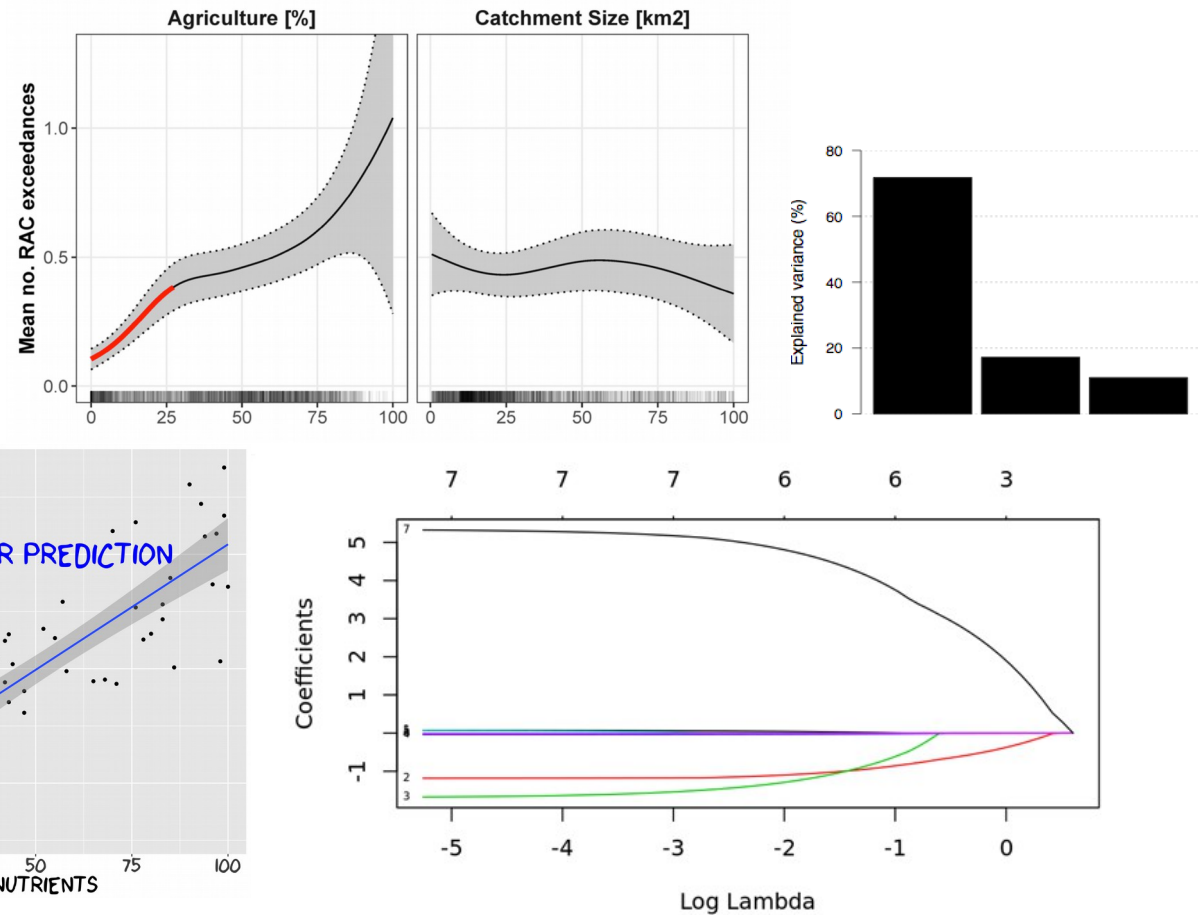 Agriculture [%]
Catchment Size [km2]
Mean no. RAC exceedances
1.0
0.5
0.0
0 25 50 75 100
0 25 50 75 100
Explained variance (%)
80
60
40
20
0
R PREDICTION
50 75 100
NUTRIENTS
7 7 7 6 6 3
Coefficients
5
4
3
2
1
-1
7
2
3
-5 -4 -3 -2 -1 0
Log Lambda